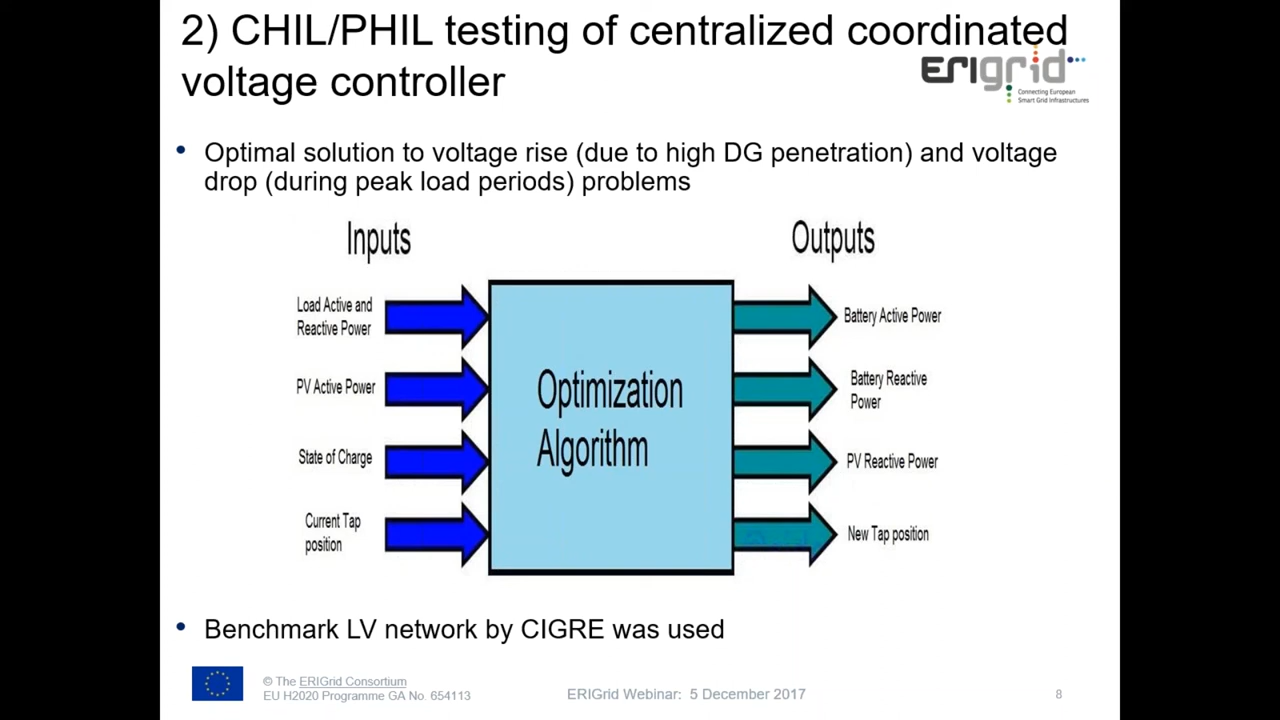 2) CHIL/PHIL testing of centralized coordinated
voltage controller
ERIGrid
Connecting European
Smart Grid Infrastructures
• Optimal solution to voltage rise (due to high DG penetration) and voltage
drop (during peak load periods) problems
Inputs
Outputs
Load Active and
Reactive Power
PV Active Power
State of Charge
Current Tap
position
Optimization
Algorithm
Battery Active Power
Battery Reactive
Power
PV Reactive Power
New Tap position
• Benchmark LV network by CIGRE was used
© The ERIGrid Consortium
EU H2020 Programme GA No. 654113
ERIGrid Webinar: 5 December 2017
8